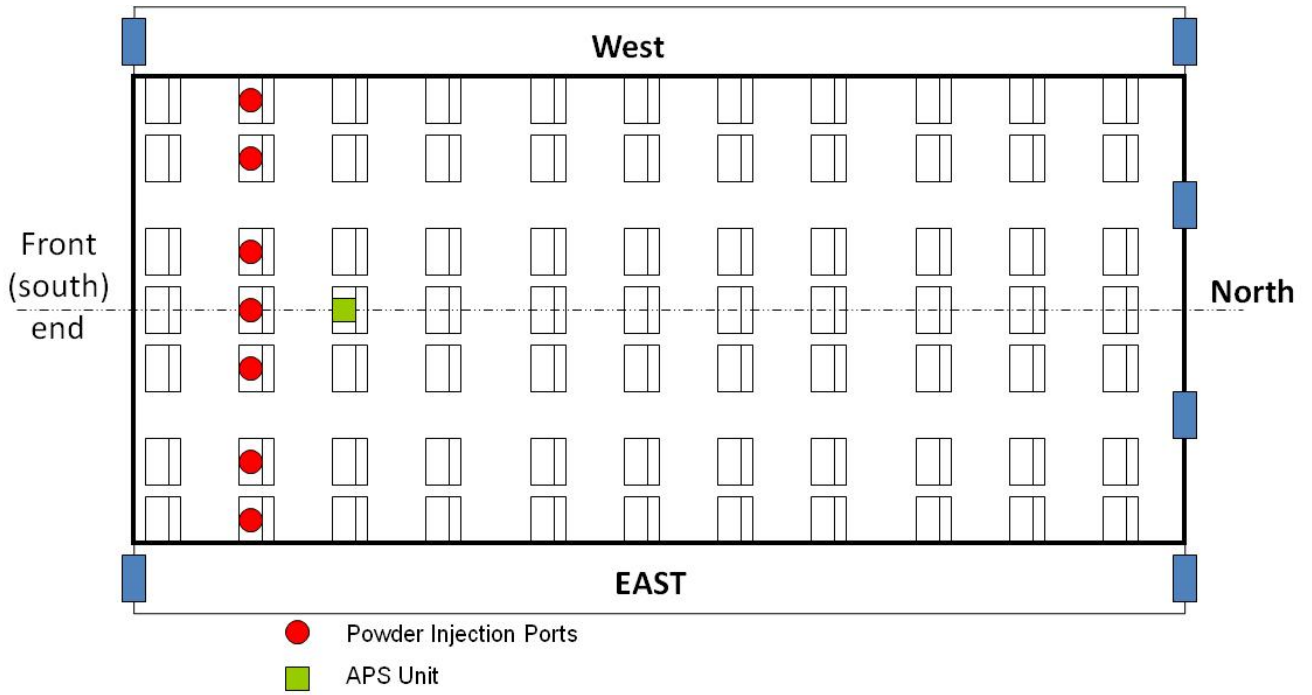 West
Front
(south)
end
North
EAST
Powder Injection Ports
APS Unit